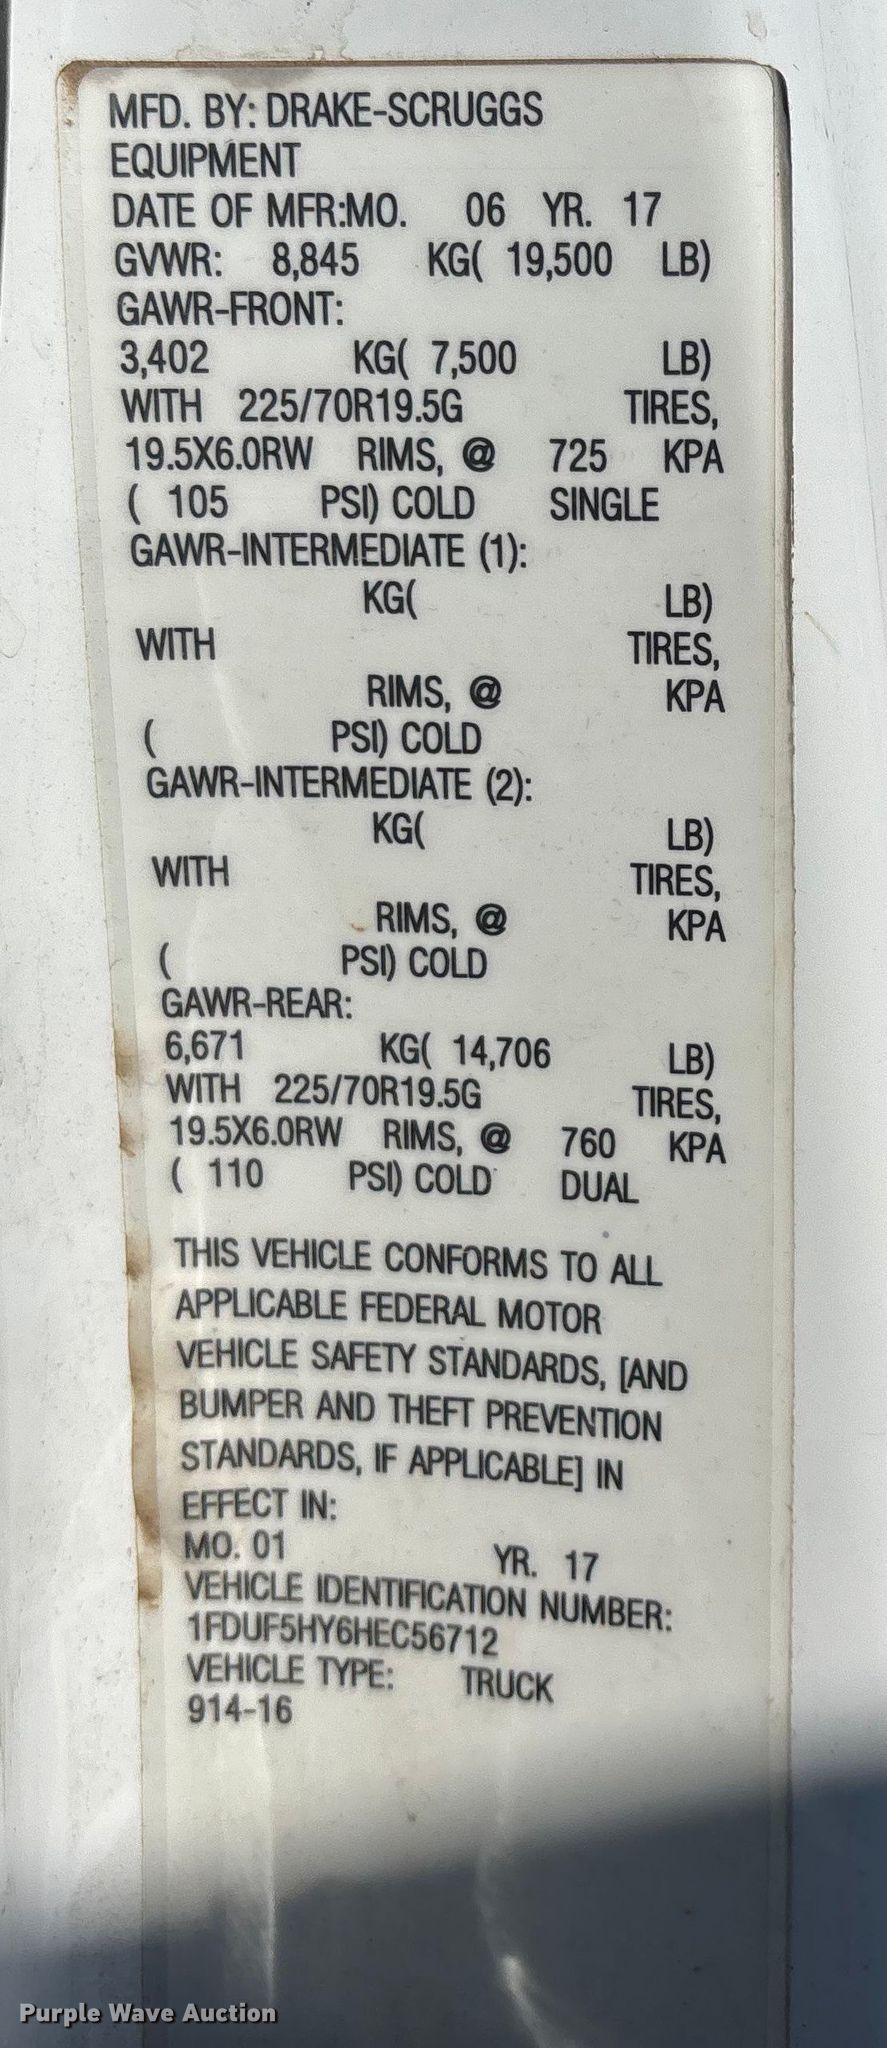 MFD. BY: DRAKE-SCRUGGS
EQUIPMENT
DATE OF MFR:MO. 06 YR. 17
GVWR: 8,845 KG( 19,500 LB)
GAWR-FRONT:
3,402 KG( 7,500 LB)
WITH 225/70R19.5G TIRES,
19.5X6.0RW RIMS, @ 725 KPA
( 105 PSI) COLD SINGLE
GAWR-INTERMEDIATE (1):
KG( LB)
WITH TIRES,
RIMS, @ KPA
( PSI) COLD
GAWR-INTERMEDIATE (2):
KG( LB)
WITH TIRES,
RIMS, @ KPA
( PSI) COLD
GAWR-REAR:
6,671 KG( 14,706 LB)
WITH 225/70R19.5G TIRES,
19.5X6.0RW RIMS, @ 760 KPA
( 110 PSI) COLD DUAL
THIS VEHICLE CONFORMS TO ALL
APPLICABLE FEDERAL MOTOR
VEHICLE SAFETY STANDARDS, [AND
BUMPER AND THEFT PREVENTION
STANDARDS, IF APPLICABLE] IN
EFFECT IN:
MO. 01 YR. 17
VEHICLE IDENTIFICATION NUMBER:
1FDUF5HY6HEC56712
VEHICLE TYPE: TRUCK
914-16
Purple Wave Auction